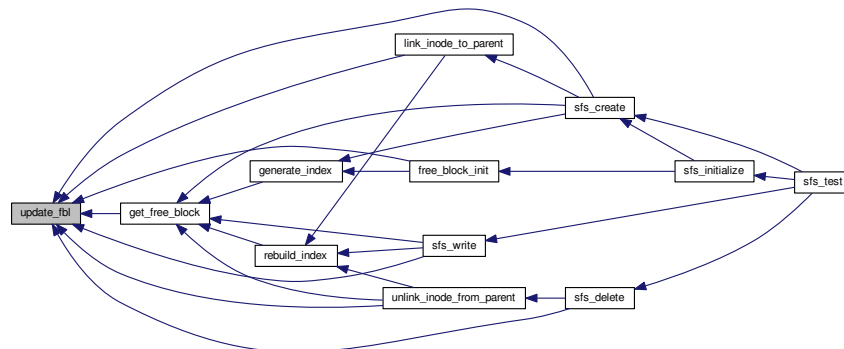 update_fbl
get_free_block
generate_index
rebuild_index
link_inode_to_parent
free_block_init
sfs_write
unlink_inode_from_parent
sfs_create
sfs_delete
sfs_initialize
sfs_test